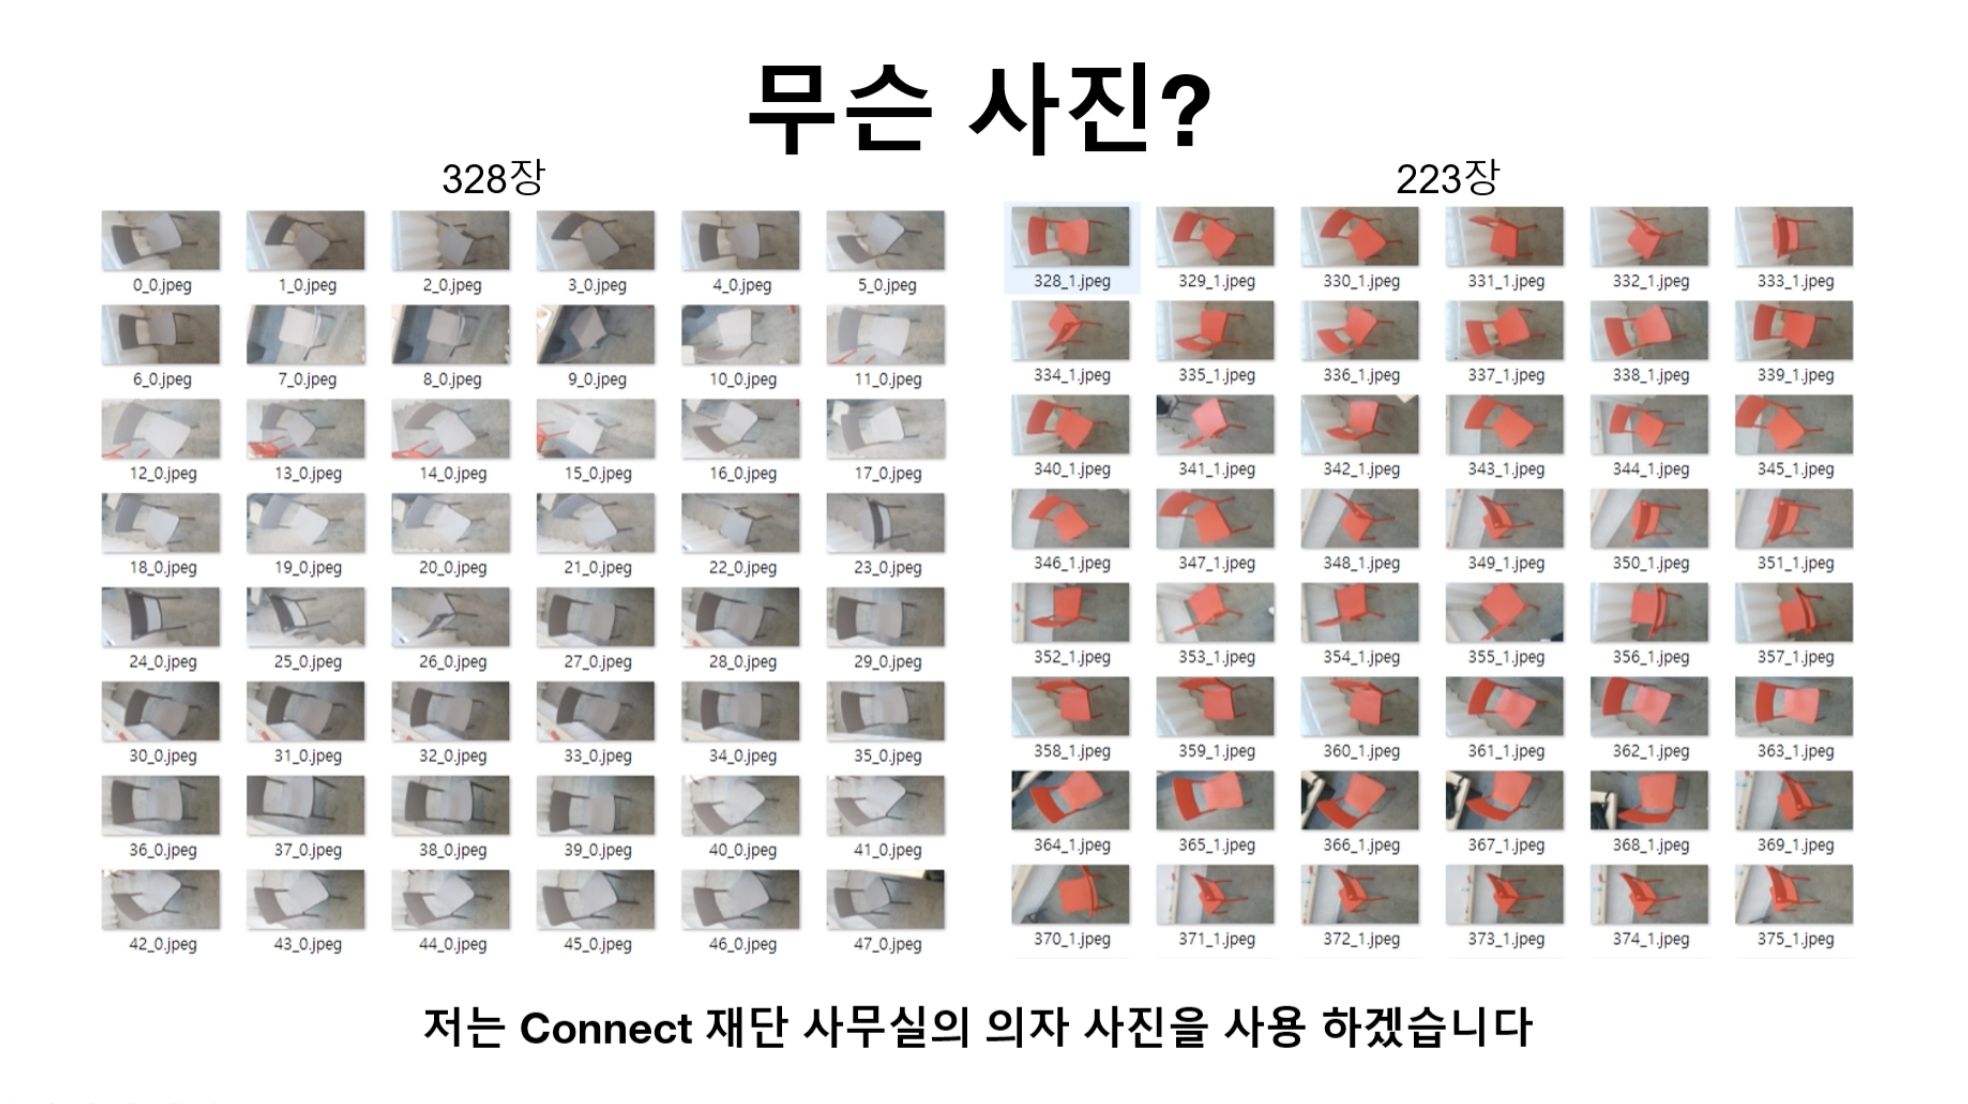 무슨 사진?
328장
223장
0_0.jpeg 1_0.jpeg 2_0.jpeg 3_0.jpeg 4_0.jpeg 5_0.jpeg
6_0.jpeg 7_0.jpeg 8_0.jpeg 9_0.jpeg 10_0.jpeg 11_0.jpeg
12_0.jpeg 13_0.jpeg 14_0.jpeg 15_0.jpeg 16_0.jpeg 17_0.jpeg
18_0.jpeg 19_0.jpeg 20_0.jpeg 21_0.jpeg 22_0.jpeg 23_0.jpeg
24_0.jpeg 25_0.jpeg 26_0.jpeg 27_0.jpeg 28_0.jpeg 29_0.jpeg
30_0.jpeg 31_0.jpeg 32_0.jpeg 33_0.jpeg 34_0.jpeg 35_0.jpeg
36_0.jpeg 37_0.jpeg 38_0.jpeg 39_0.jpeg 40_0.jpeg 41_0.jpeg
42_0.jpeg 43_0.jpeg 44_0.jpeg 45_0.jpeg 46_0.jpeg 47_0.jpeg
328_1.jpeg 329_1.jpeg 330_1.jpeg 331_1.jpeg 332_1.jpeg 333_1.jpeg
334_1.jpeg 335_1.jpeg 336_1.jpeg 337_1.jpeg 338_1.jpeg 339_1.jpeg
340_1.jpeg 341_1.jpeg 342_1.jpeg 343_1.jpeg 344_1.jpeg 345_1.jpeg
346_1.jpeg 347_1.jpeg 348_1.jpeg 349_1.jpeg 350_1.jpeg 351_1.jpeg
352_1.jpeg 353_1.jpeg 354_1.jpeg 355_1.jpeg 356_1.jpeg 357_1.jpeg
358_1.jpeg 359_1.jpeg 360_1.jpeg 361_1.jpeg 362_1.jpeg 363_1.jpeg
364_1.jpeg 365_1.jpeg 366_1.jpeg 367_1.jpeg 368_1.jpeg 369_1.jpeg
370_1.jpeg 371_1.jpeg 372_1.jpeg 373_1.jpeg 374_1.jpeg 375_1.jpeg
저는 Connect 재단 사무실의 의자 사진을 사용 하겠습니다